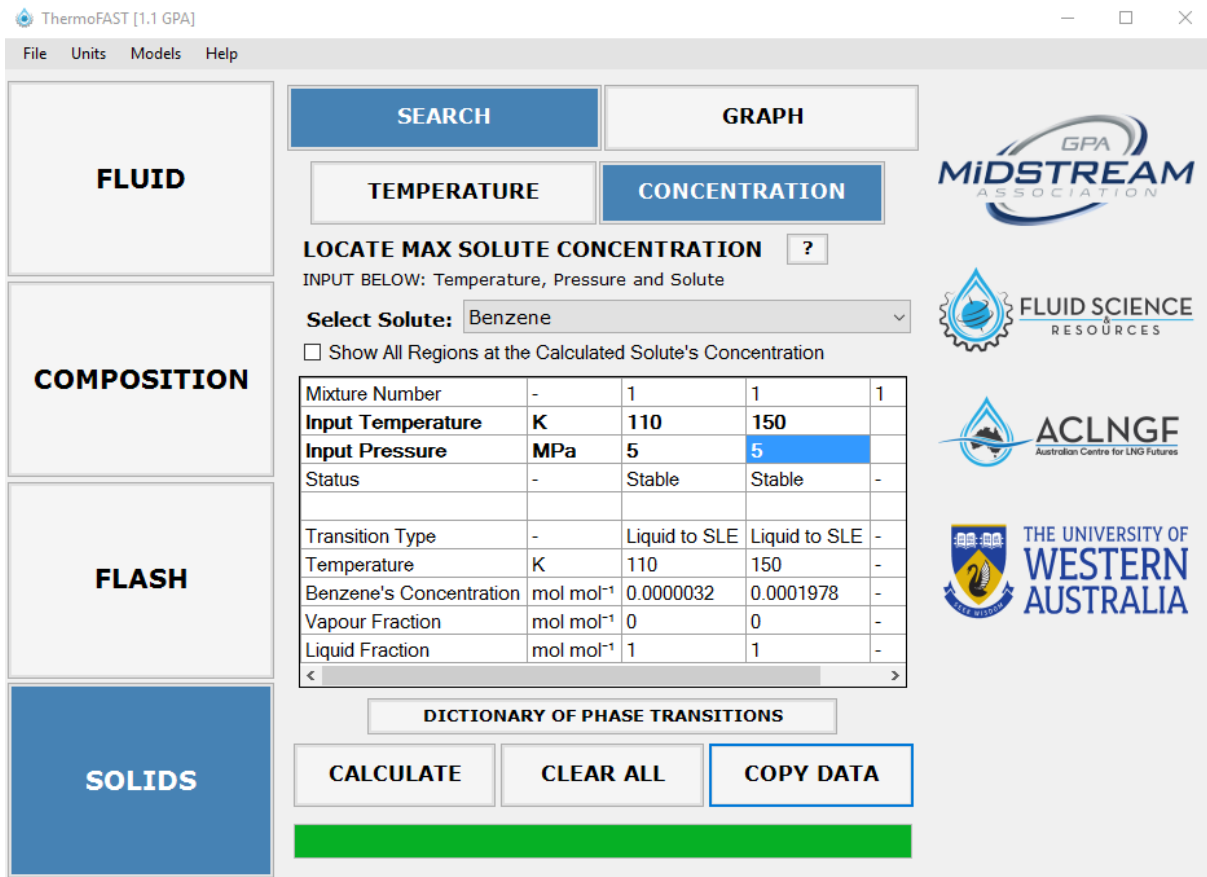 ThermoFAST [1.1 GPA]
File Units Models Help
FLUID
COMPOSITION
FLASH
SOLIDS
SEARCH GRAPH
TEMPERATURE CONCENTRATION
LOCATE MAX SOLUTE CONCENTRATION ?
INPUT BELOW: Temperature, Pressure and Solute
Select Solute: Benzene
Show All Regions at the Calculated Solute's Concentration
Mixture Number - 1 1 1
Input Temperature K 110 150
Input Pressure MPa 5 5
Status - Stable Stable -
Transition Type - Liquid to SLE Liquid to SLE -
Temperature K 110 150 -
Benzene's Concentration mol mol⁻¹ 0.0000032 0.0001978 -
Vapour Fraction mol mol⁻¹ 0 0 -
Liquid Fraction mol mol⁻¹ 1 1 -
DICTIONARY OF PHASE TRANSITIONS
CALCULATE CLEAR ALL COPY DATA
GPA
MiDSTREAM
ASSOCIATION
FLUID SCIENCE
&
RESOURCES
ACLNGF
Australian Centre for LNG Futures
THE UNIVERSITY OF
WESTERN
AUSTRALIA
SEEK WISDOM